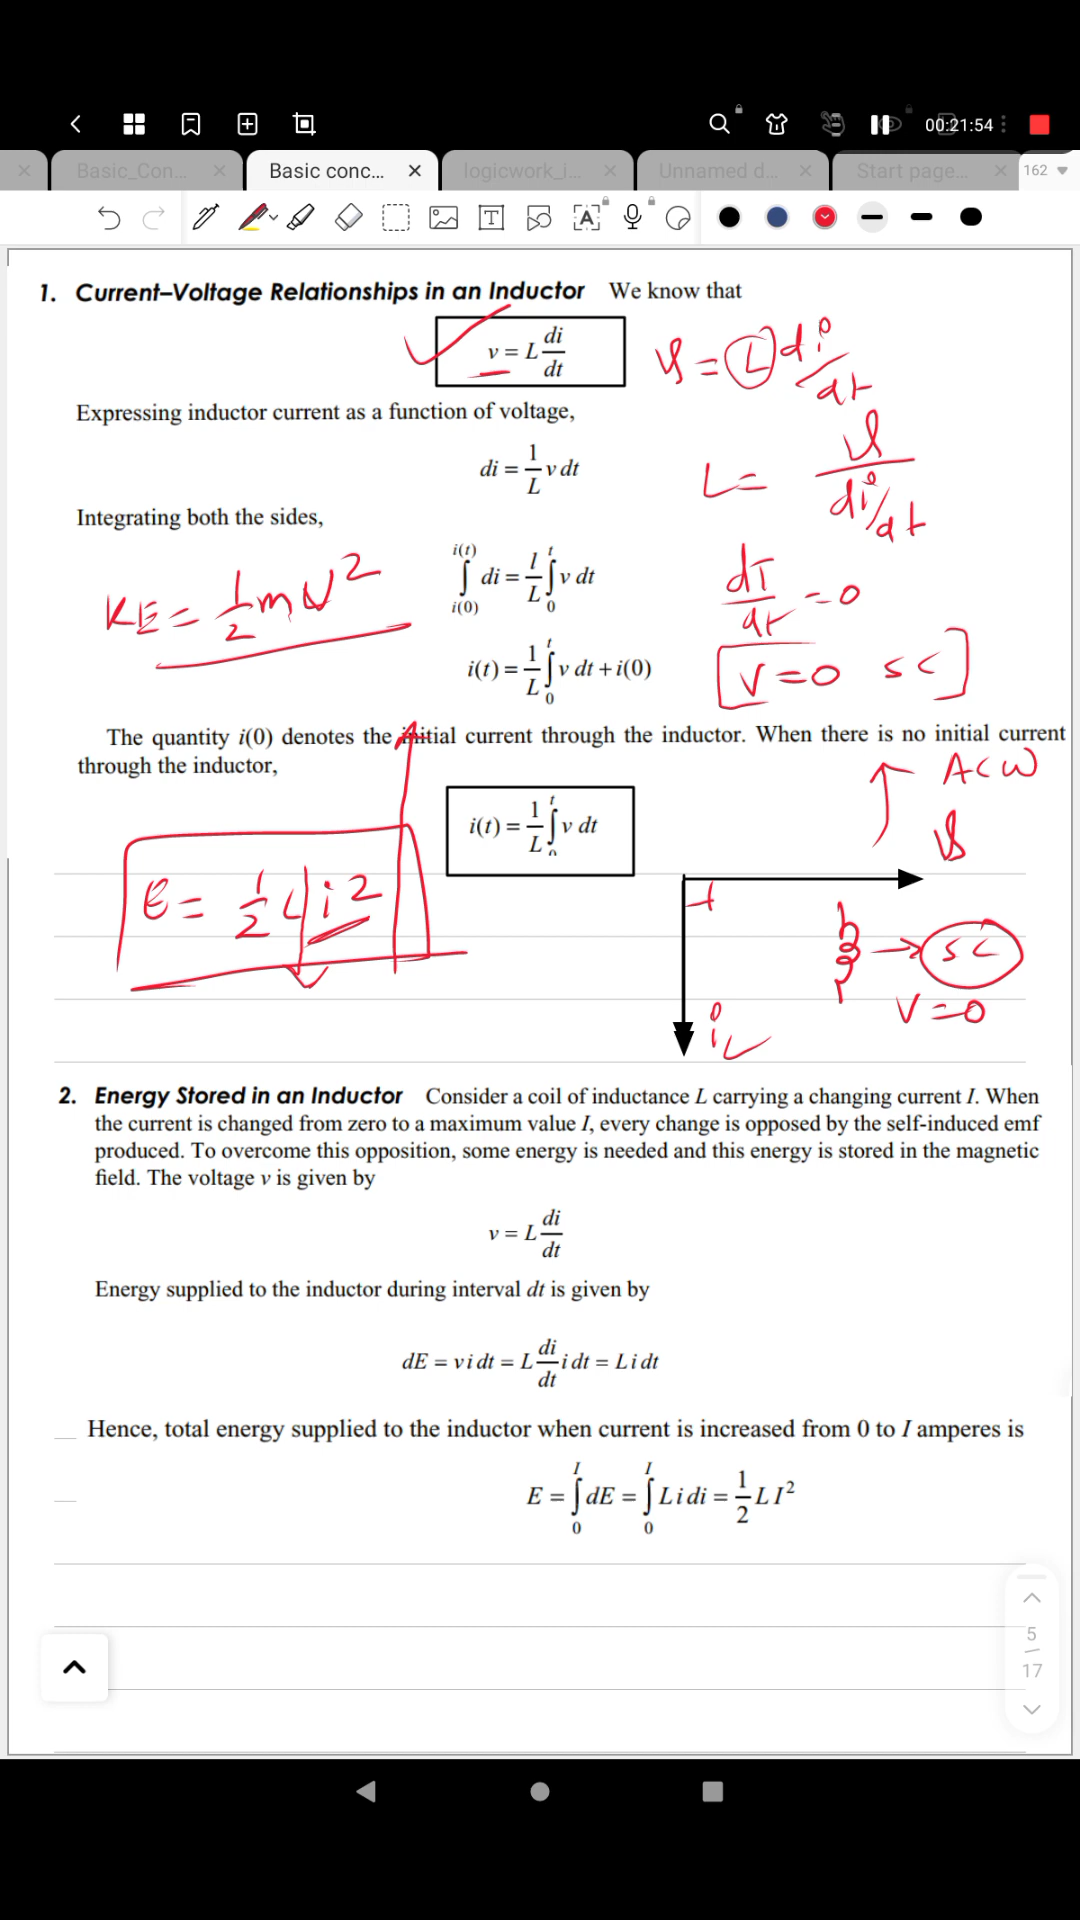 00:21:54
Basic_Con...
Basic conc...
logicwork_i...
Unnamed d...
Start page...
162
1. Current–Voltage Relationships in an Inductor We know that
v = L di/dt
v = L di/dt
Expressing inductor current as a function of voltage,
di = 1/L v dt
L = v / di/dt
Integrating both the sides,
∫_{i(0)}^{i(t)} di = 1/L ∫_0^t v dt
KE = 1/2 mv²
dI/dt = 0
i(t) = 1/L ∫_0^t v dt + i(0)
[V=0 SC]
The quantity i(0) denotes the initial current through the inductor. When there is no initial current
through the inductor,
ACW
i(t) = 1/L ∫_0^t v dt
v
E = 1/2 Li²
SC
V=0
iL
2. Energy Stored in an Inductor Consider a coil of inductance L carrying a changing current I. When
the current is changed from zero to a maximum value I, every change is opposed by the self-induced emf
produced. To overcome this opposition, some energy is needed and this energy is stored in the magnetic
field. The voltage v is given by
v = L di/dt
Energy supplied to the inductor during interval dt is given by
dE = v i dt = L di/dt i dt = L i dt
Hence, total energy supplied to the inductor when current is increased from 0 to I amperes is
E = ∫_0^I dE = ∫_0^I L i di = 1/2 L I²
5
17